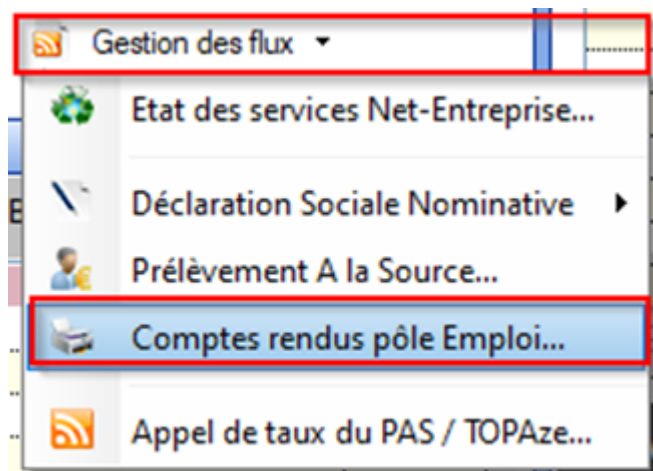 Gestion des flux
Etat des services Net-Entreprise...
Déclaration Sociale Nominative
Prélèvement A la Source...
Comptes rendus pôle Emploi...
Appel de taux du PAS / TOPAze...